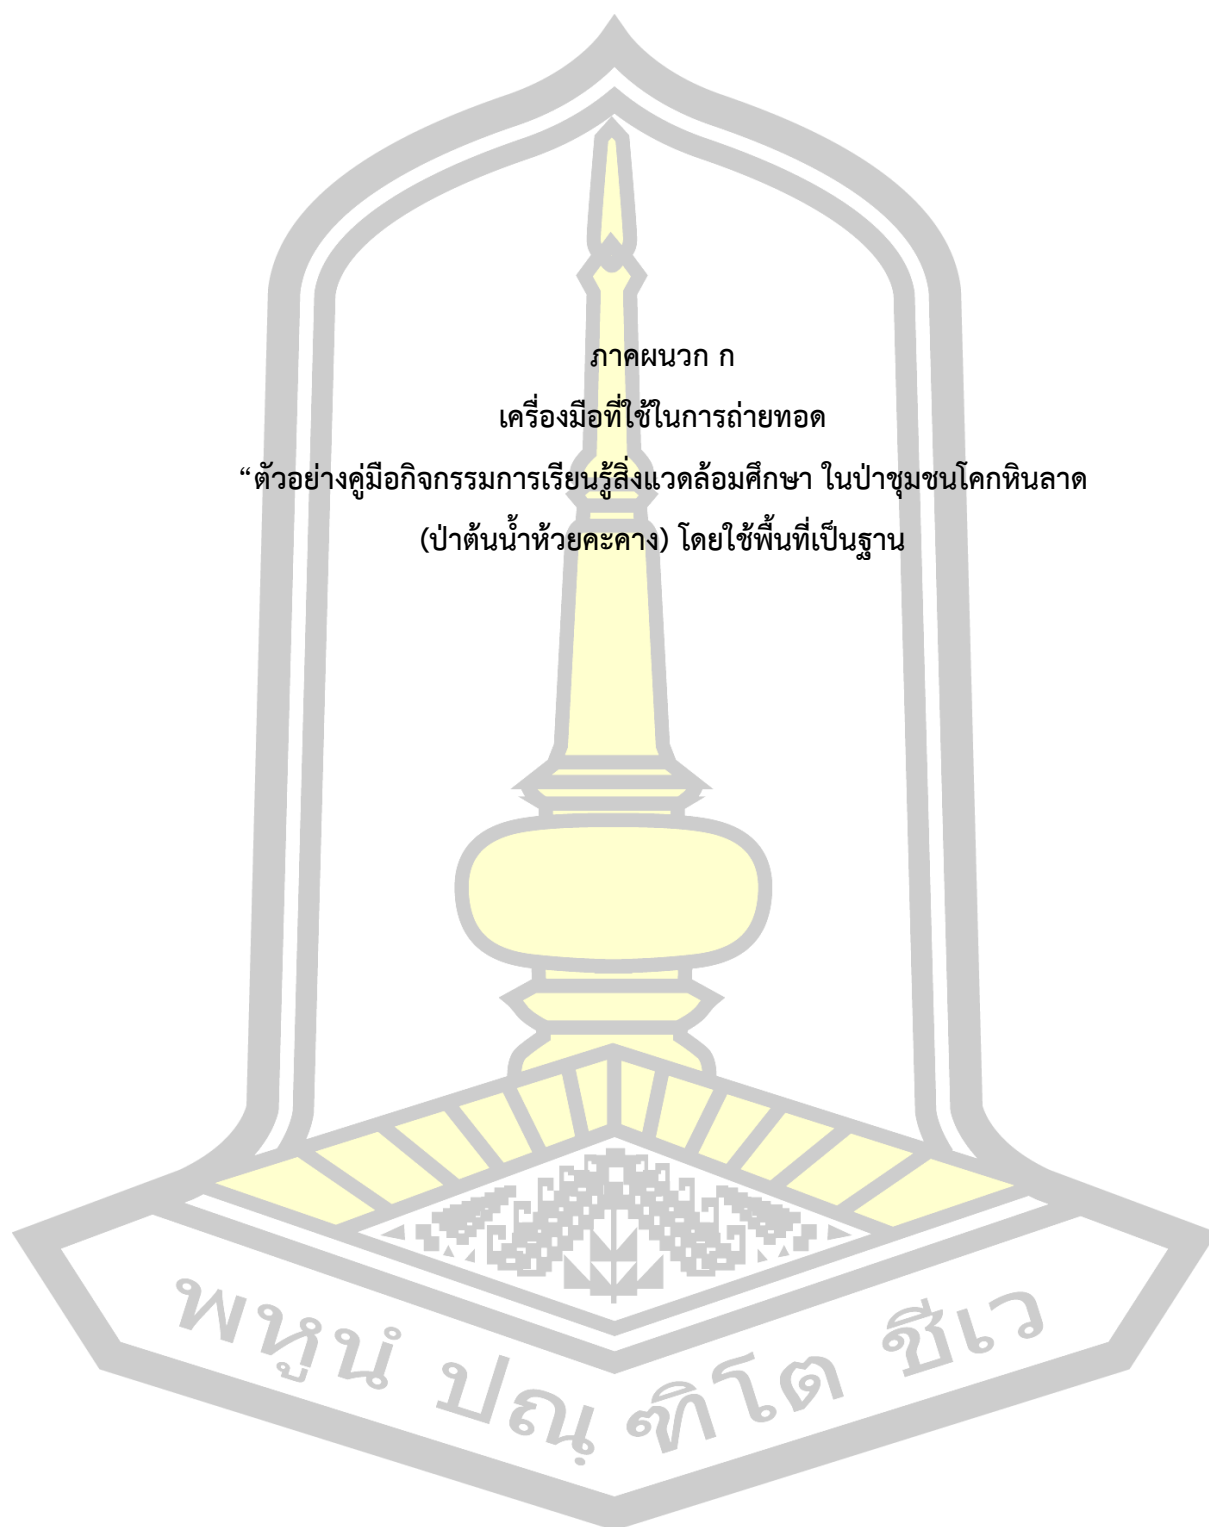 ภาคผนวก ก
เครื่องมือที่ใช้ในการถ่ายทอด
“ตัวอย่างคู่มือกิจกรรมการเรียนรู้สิ่งแวดล้อมศึกษา ในป่าชุมชนโคกหินลาด
(ป่าต้นน้ำห้วยคะคาง) โดยใช้พื้นที่เป็นฐาน
พหูนํ ปณฺ ฑิโต ชีเว